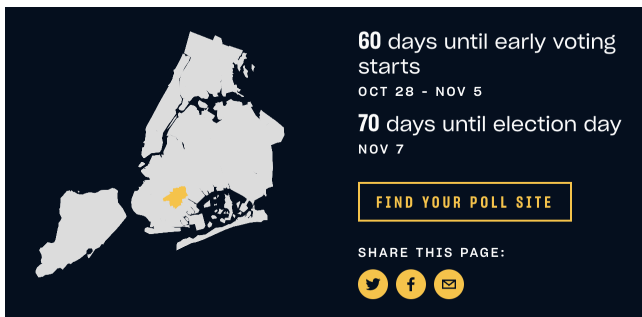 60 days until early voting
starts
OCT 28 - NOV 5
70 days until election day
NOV 7
FIND YOUR POLL SITE
SHARE THIS PAGE: